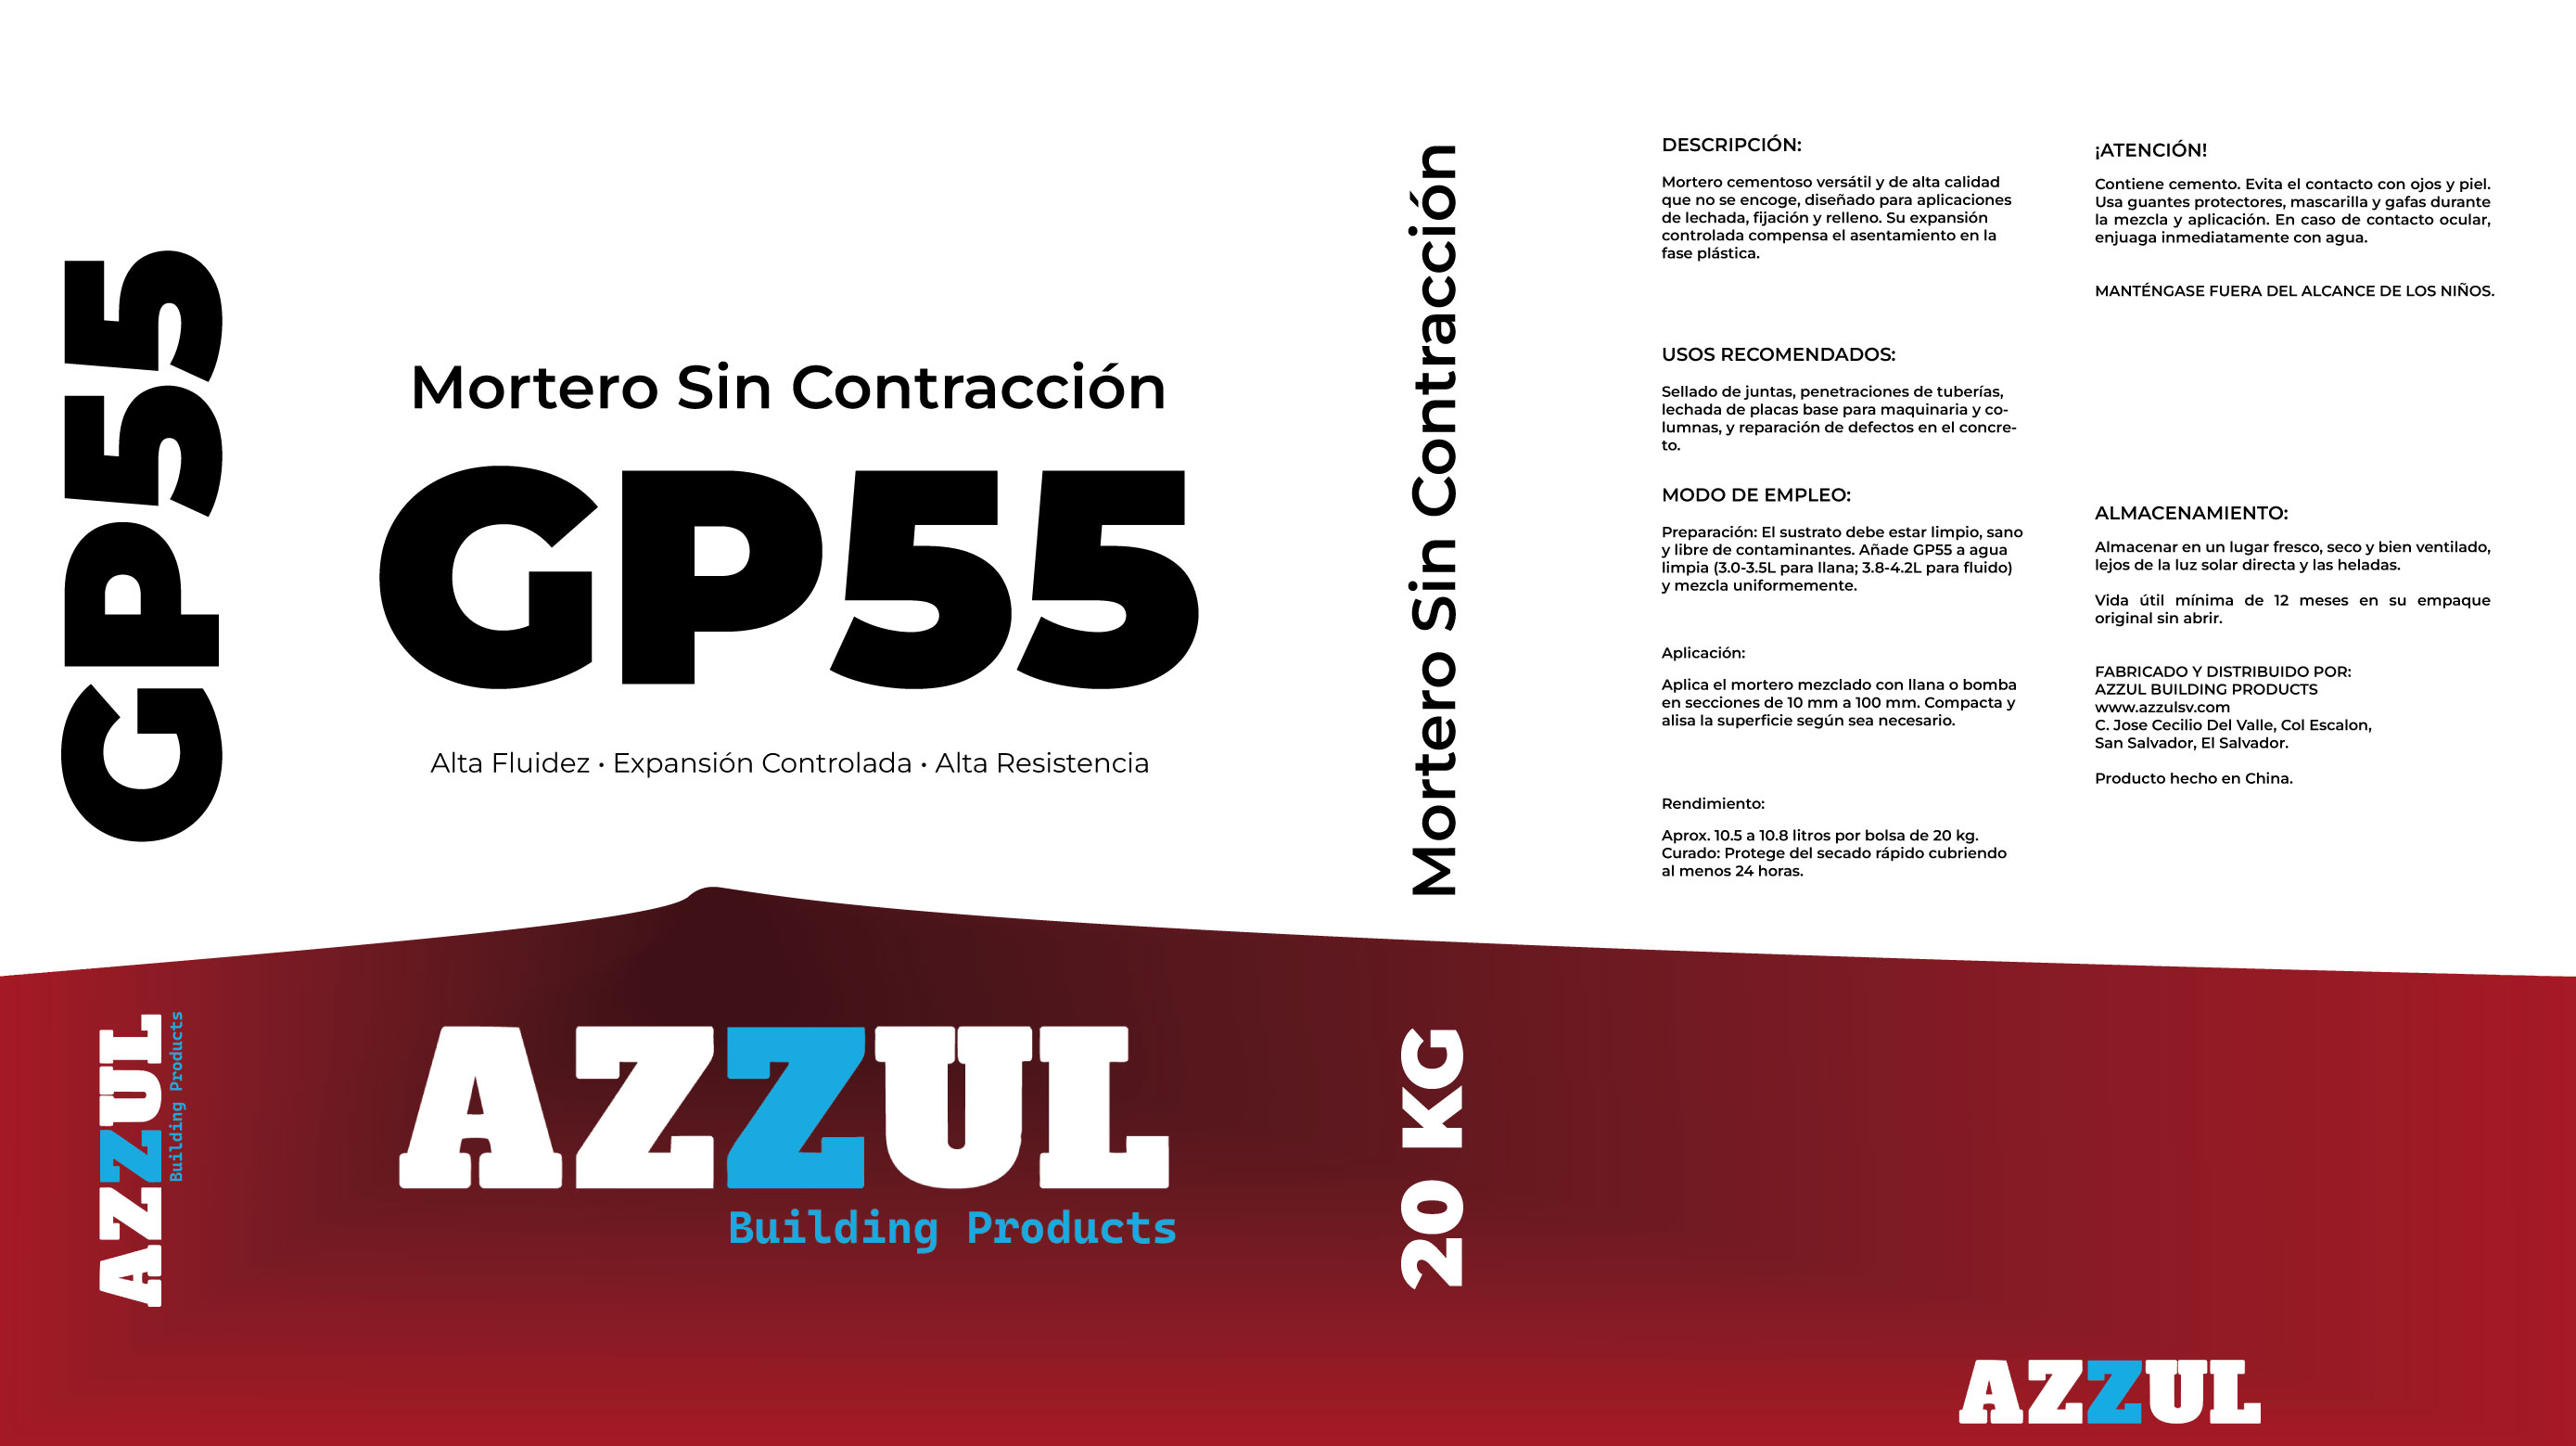 GP55
AZZUL
Building Products
Mortero Sin Contracción
GP55
Alta Fluidez • Expansión Controlada • Alta Resistencia
AZZUL
Building Products
Mortero Sin Contracción
20 KG
DESCRIPCIÓN:
Mortero cementoso versátil y de alta calidad
que no se encoge, diseñado para aplicaciones
de lechada, fijación y relleno. Su expansión
controlada compensa el asentamiento en la
fase plástica.
USOS RECOMENDADOS:
Sellado de juntas, penetraciones de tuberías,
lechada de placas base para maquinaria y co-
lumnas, y reparación de defectos en el concre-
to.
MODO DE EMPLEO:
Preparación: El sustrato debe estar limpio, sano
y libre de contaminantes. Añade GP55 a agua
limpia (3.0-3.5L para llana; 3.8-4.2L para fluido)
y mezcla uniformemente.
Aplicación:
Aplica el mortero mezclado con llana o bomba
en secciones de 10 mm a 100 mm. Compacta y
alisa la superficie según sea necesario.
Rendimiento:
Aprox. 10.5 a 10.8 litros por bolsa de 20 kg.
Curado: Protege del secado rápido cubriendo
al menos 24 horas.
¡ATENCIÓN!
Contiene cemento. Evita el contacto con ojos y piel.
Usa guantes protectores, mascarilla y gafas durante
la mezcla y aplicación. En caso de contacto ocular,
enjuaga inmediatamente con agua.
MANTÉNGASE FUERA DEL ALCANCE DE LOS NIÑOS.
ALMACENAMIENTO:
Almacenar en un lugar fresco, seco y bien ventilado,
lejos de la luz solar directa y las heladas.
Vida útil mínima de 12 meses en su empaque
original sin abrir.
FABRICADO Y DISTRIBUIDO POR:
AZZUL BUILDING PRODUCTS
www.azzulsv.com
C. Jose Cecilio Del Valle, Col Escalon,
San Salvador, El Salvador.
Producto hecho en China.
AZZUL